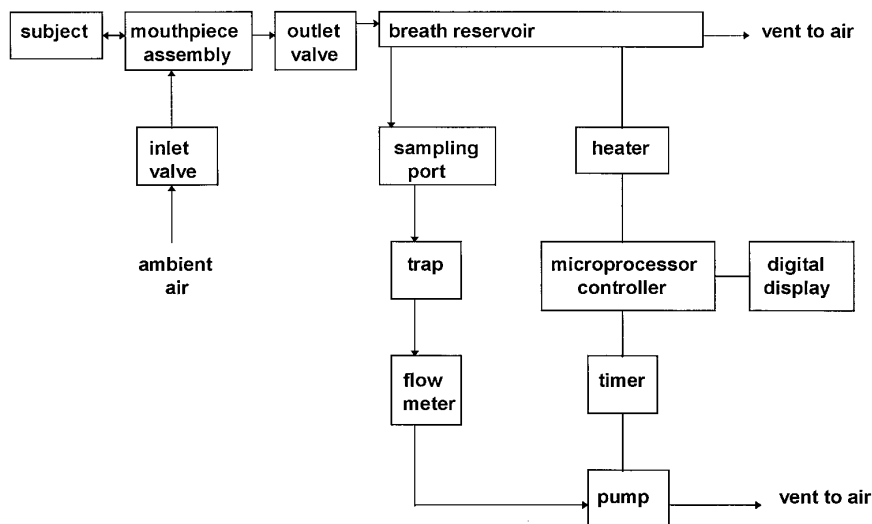 subject
mouthpiece
assembly
outlet
valve
breath reservoir
vent to air
inlet
valve
sampling
port
heater
ambient
air
trap
microprocessor
controller
digital
display
flow
meter
timer
pump
vent to air